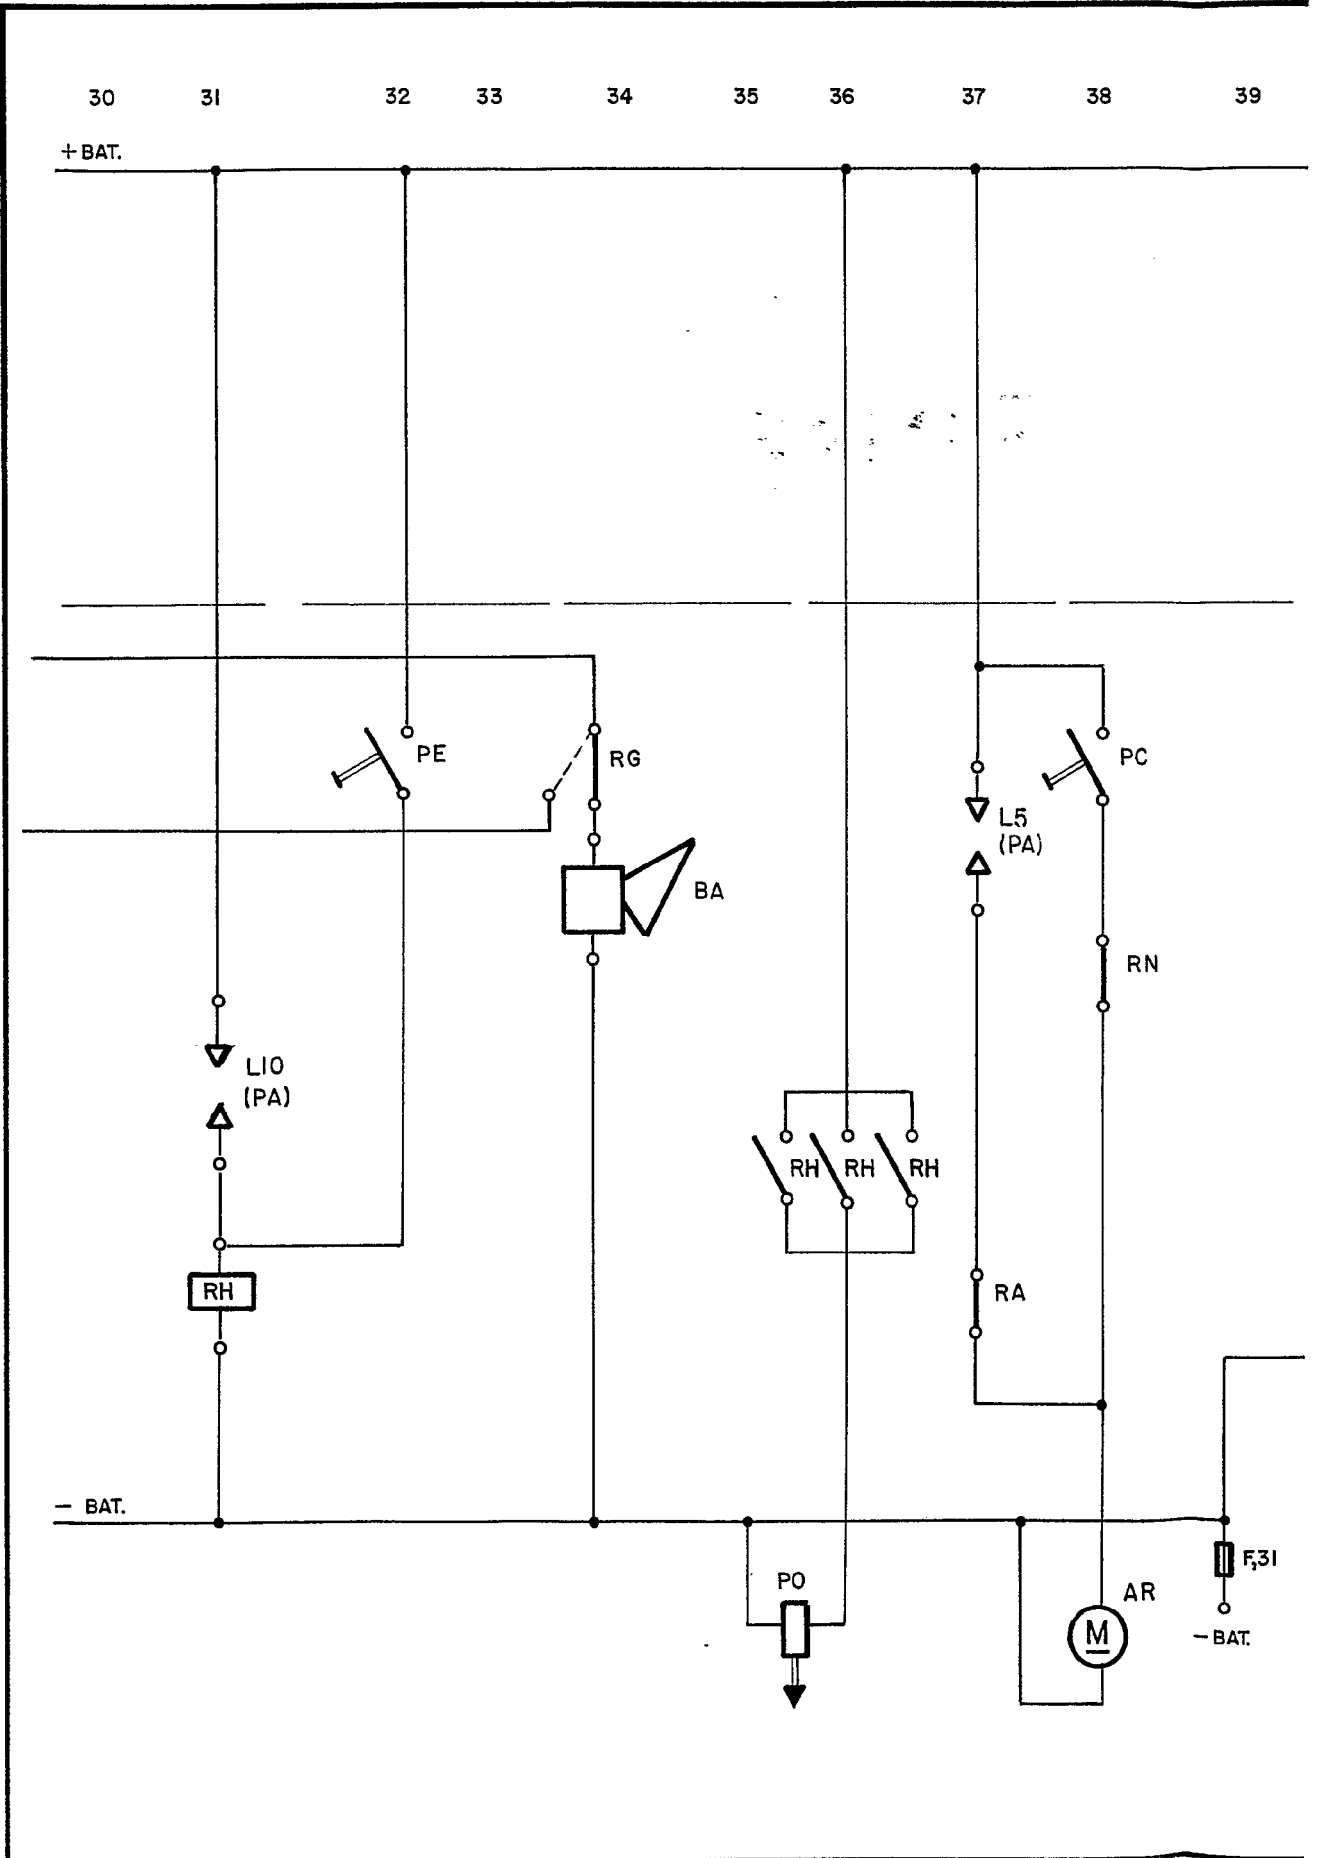 30 31 32 33 34 35 36 37 38 39
+BAT.
PE
RG
PC
L5
(PA)
BA
RN
L10
(PA)
RH RH RH
RH
RA
- BAT.
F,31
PO
AR
M
-BAT.